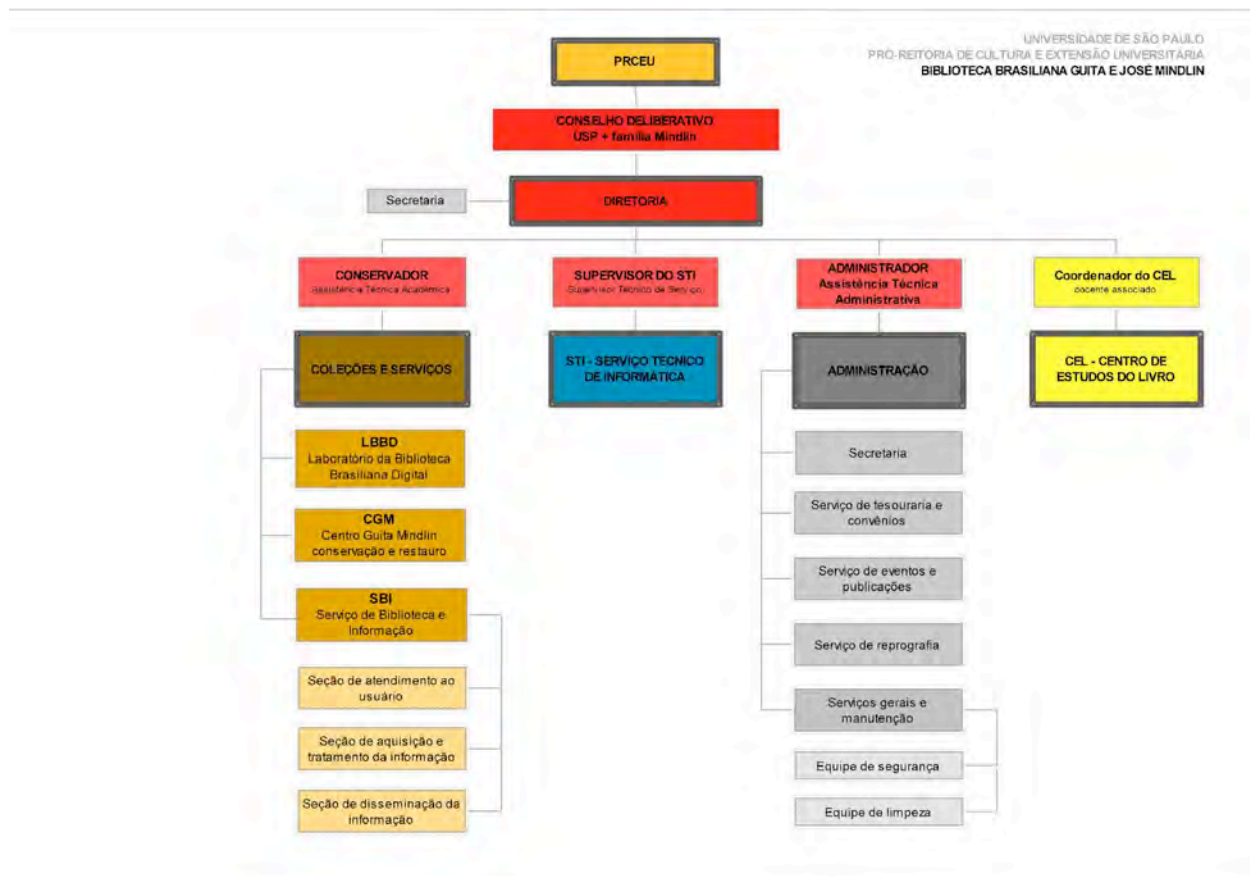 UNIVERSIDADE DE SÃO PAULO
PRÓ-REITORIA DE CULTURA E EXTENSÃO UNIVERSITÁRIA
BIBLIOTECA BRASILIANA GUITA E JOSÉ MINDLIN
PRCEU
CONSELHO DELIBERATIVO
USP + família Mindlin
Secretaria
DIRETORIA
CONSERVADOR
Assistência Técnica Acadêmica
SUPERVISOR DO STI
Supervisor Técnico de Serviço
ADMINISTRADOR
Assistência Técnica
Administrativa
Coordenador do CEL
docente associado
COLEÇÕES E SERVIÇOS
STI - SERVIÇO TÉCNICO
DE INFORMÁTICA
ADMINISTRAÇÃO
CEL - CENTRO DE
ESTUDOS DO LIVRO
LBBD
Laboratório da Biblioteca
Brasiliana Digital
CGM
Centro Guita Mindlin
conservação e restauro
SBI
Serviço de Biblioteca e
Informação
Seção de atendimento ao
usuário
Seção de aquisição e
tratamento da informação
Seção de disseminação da
informação
Secretaria
Serviço de tesouraria e
convênios
Serviço de eventos e
publicações
Serviço de reprografia
Serviços gerais e
manutenção
Equipe de segurança
Equipe de limpeza